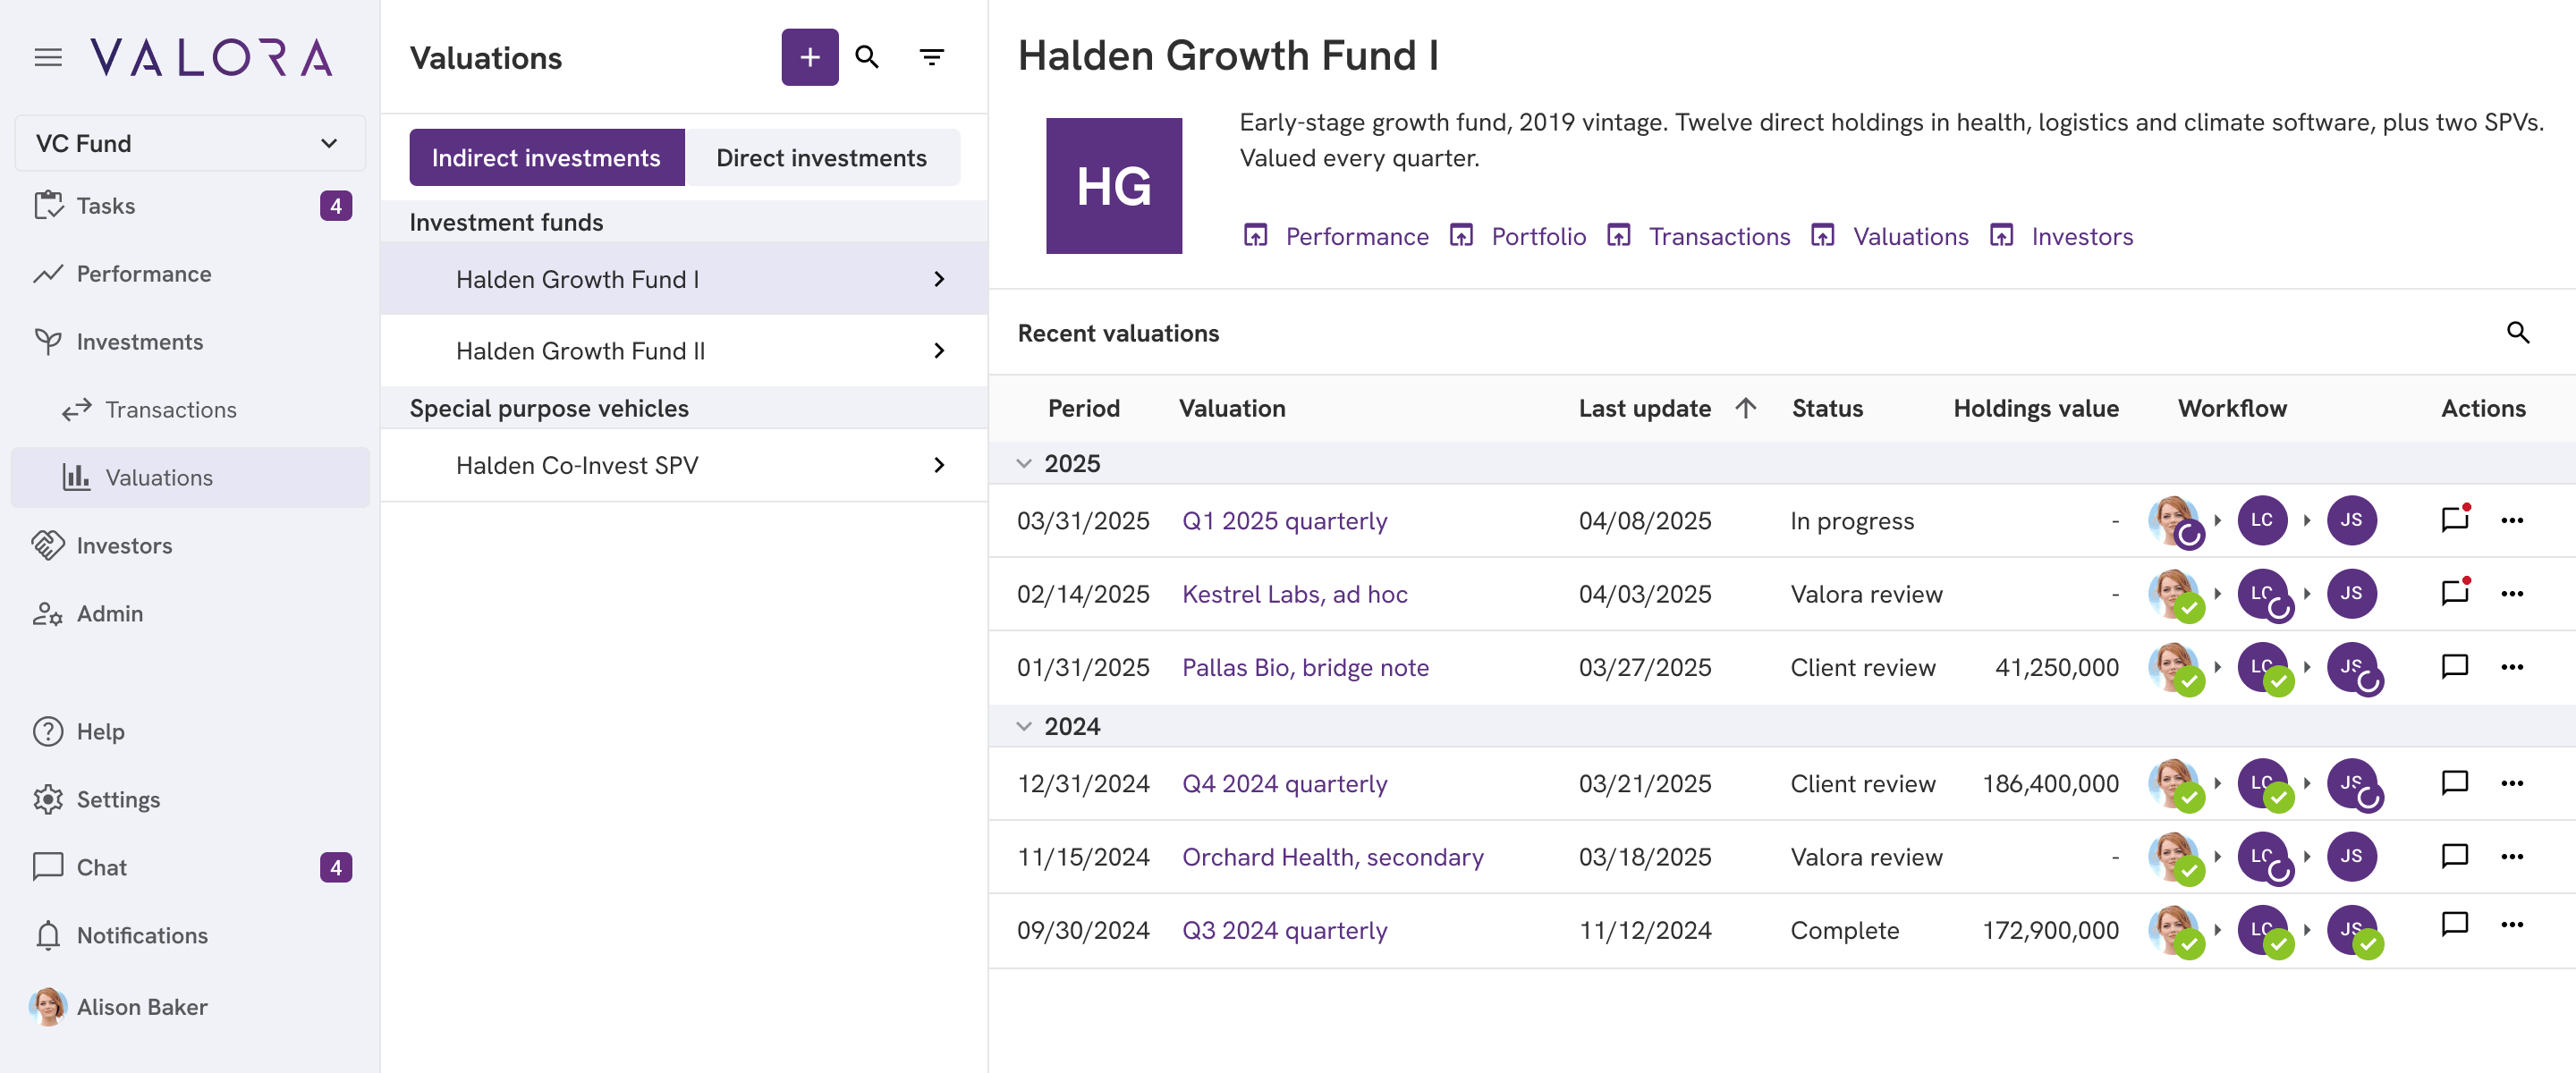 VALORA
VC Fund
Tasks 4
Performance
Investments
Transactions
Valuations
Investors
Admin
Help
Settings
Chat 4
Notifications
Alison Baker
Valuations
Indirect investments Direct investments
Investment funds
Halden Growth Fund I
Halden Growth Fund II
Special purpose vehicles
Halden Co-Invest SPV
Halden Growth Fund I
HG
Early-stage growth fund, 2019 vintage. Twelve direct holdings in health, logistics and climate software, plus two SPVs.
Valued every quarter.
Performance Portfolio Transactions Valuations Investors
Recent valuations
Period Valuation Last update Status Holdings value Workflow Actions
2025
03/31/2025 Q1 2025 quarterly 04/08/2025 In progress - LC JS
02/14/2025 Kestrel Labs, ad hoc 04/03/2025 Valora review - LC JS
01/31/2025 Pallas Bio, bridge note 03/27/2025 Client review 41,250,000 LC JS
2024
12/31/2024 Q4 2024 quarterly 03/21/2025 Client review 186,400,000 LC JS
11/15/2024 Orchard Health, secondary 03/18/2025 Valora review - LC JS
09/30/2024 Q3 2024 quarterly 11/12/2024 Complete 172,900,000 LC JS